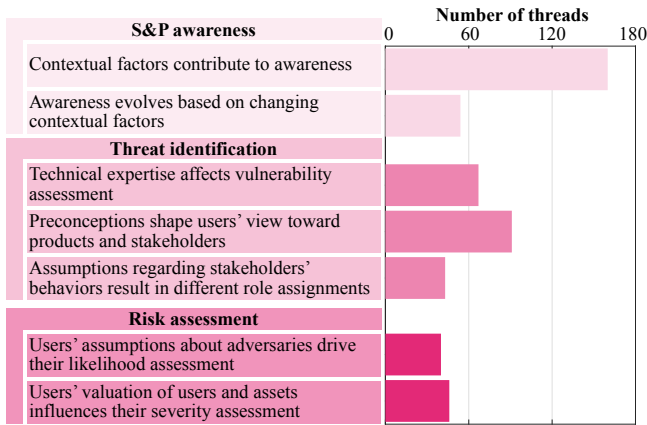 Number of threads
S&P awareness
0 60 120 180
Contextual factors contribute to awareness
Awareness evolves based on changing
contextual factors
Threat identification
Technical expertise affects vulnerability
assessment
Preconceptions shape users’ view toward
products and stakeholders
Assumptions regarding stakeholders’
behaviors result in different role assignments
Risk assessment
Users’ assumptions about adversaries drive
their likelihood assessment
Users’ valuation of users and assets
influences their severity assessment